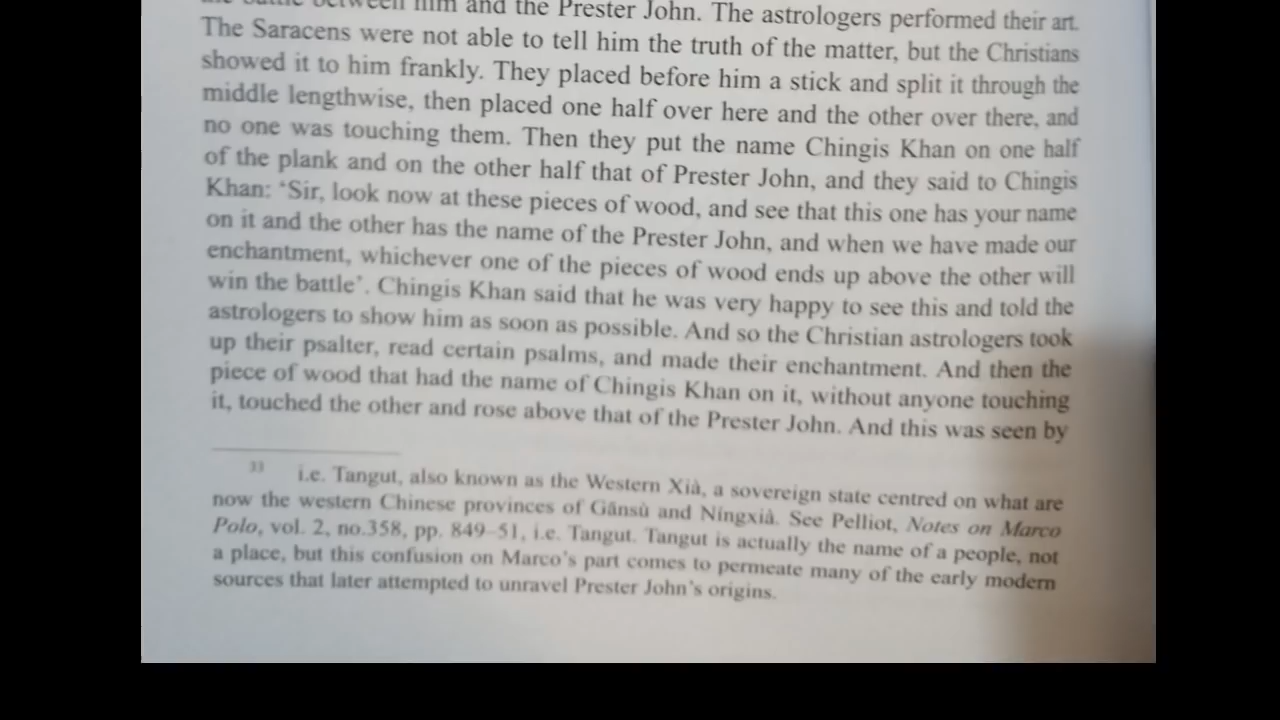 the battle between him and the Prester John. The astrologers performed their art.
The Saracens were not able to tell him the truth of the matter, but the Christians
showed it to him frankly. They placed before him a stick and split it through the
middle lengthwise, then placed one half over here and the other over there, and
no one was touching them. Then they put the name Chingis Khan on one half
of the plank and on the other half that of Prester John, and they said to Chingis
Khan: ‘Sir, look now at these pieces of wood, and see that this one has your name
on it and the other has the name of the Prester John, and when we have made our
enchantment, whichever one of the pieces of wood ends up above the other will
win the battle’. Chingis Khan said that he was very happy to see this and told the
astrologers to show him as soon as possible. And so the Christian astrologers took
up their psalter, read certain psalms, and made their enchantment. And then the
piece of wood that had the name of Chingis Khan on it, without anyone touching
it, touched the other and rose above that of the Prester John. And this was seen by
33 i.e. Tangut, also known as the Western Xià, a sovereign state centred on what are
now the western Chinese provinces of Gānsù and Níngxià. See Pelliot, Notes on Marco
Polo, vol. 2, no.358, pp. 849–51, i.e. Tangut. Tangut is actually the name of a people, not
a place, but this confusion on Marco’s part comes to permeate many of the early modern
sources that later attempted to unravel Prester John’s origins.